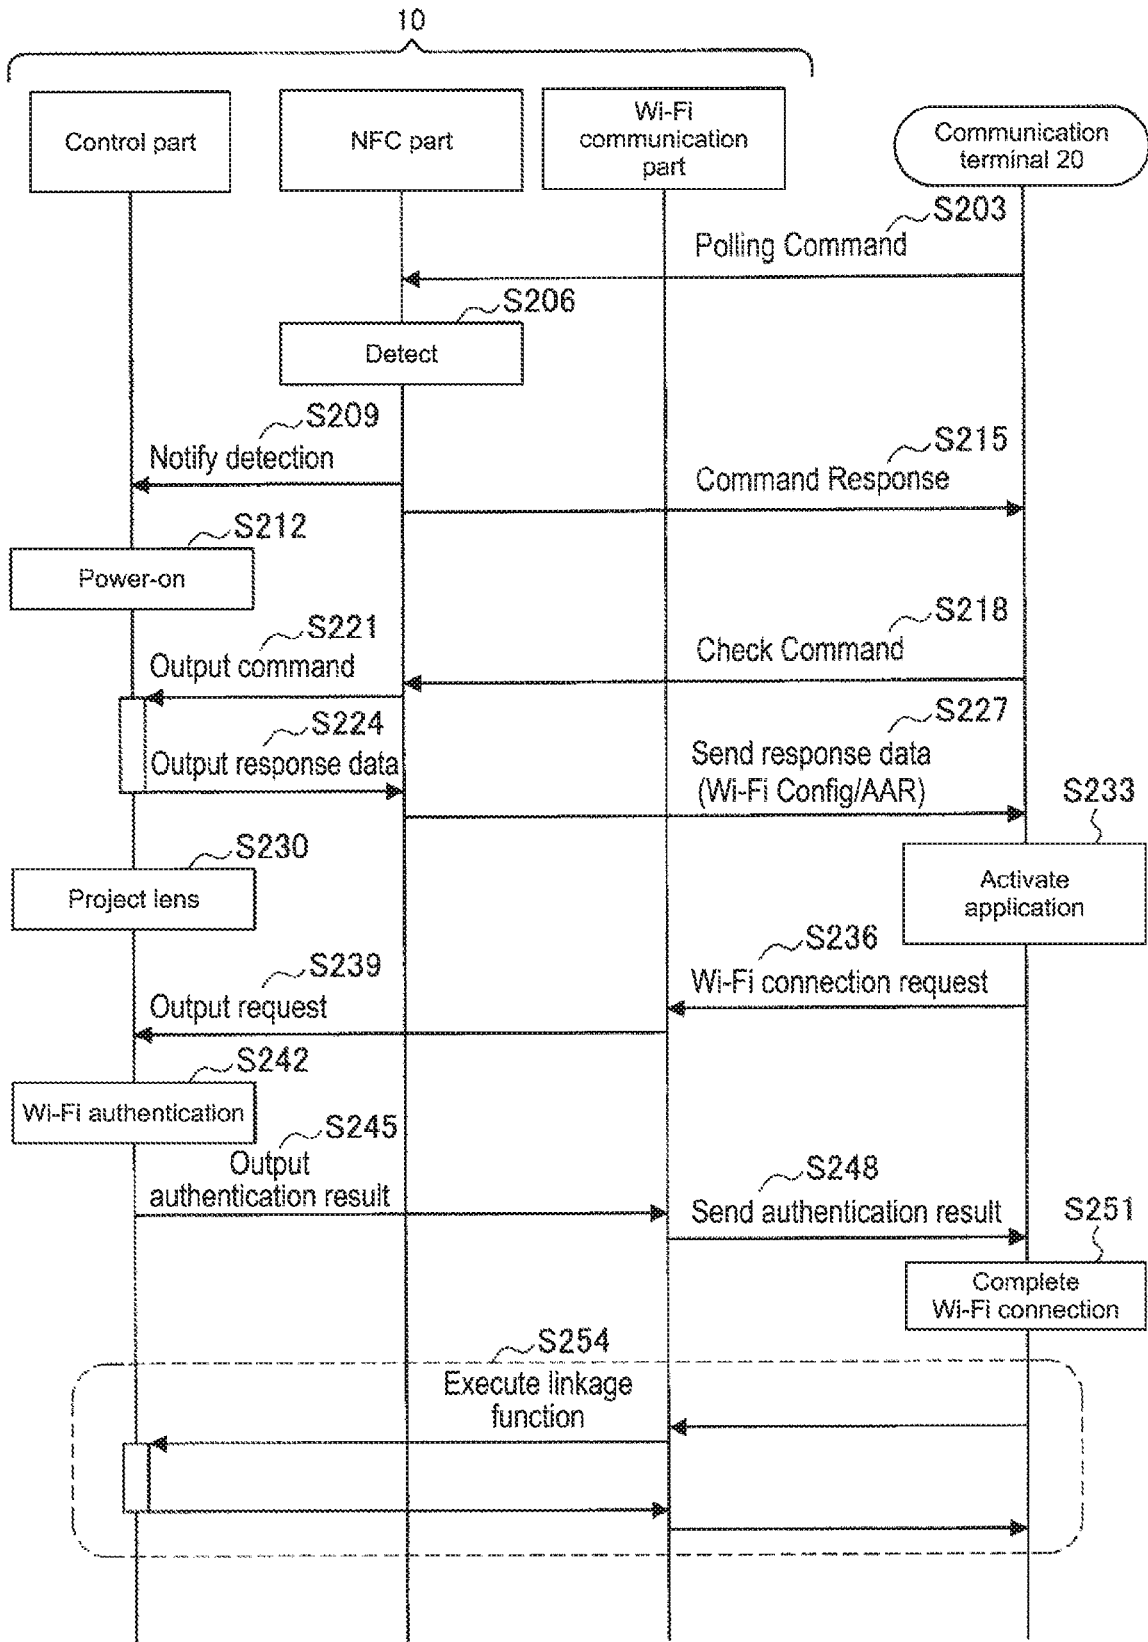 10
Control part
NFC part
Wi-Fi
communication
part
Communication
terminal 20
S203
Polling Command
S206
Detect
S209
Notify detection
S215
Command Response
S212
Power-on
S218
Check Command
S221
Output command
S224
Output response data
S227
Send response data
(Wi-Fi Config/AAR)
S233
Activate
application
S230
Project lens
S236
Wi-Fi connection request
S239
Output request
S242
Wi-Fi authentication
S245
Output
authentication result
S248
Send authentication result
S251
Complete
Wi-Fi connection
S254
Execute linkage
function